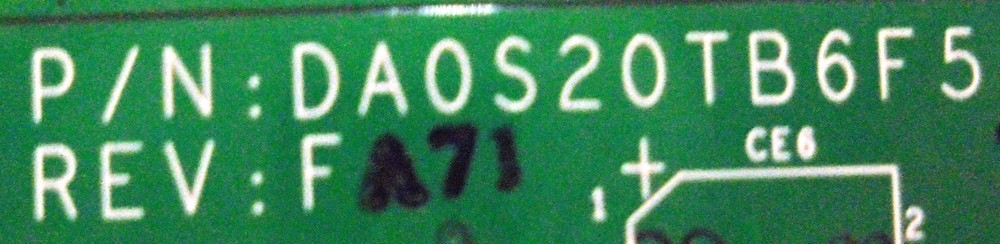 P/N:DA0S20TB6F5
REV:F A71
CE6
+
1
2